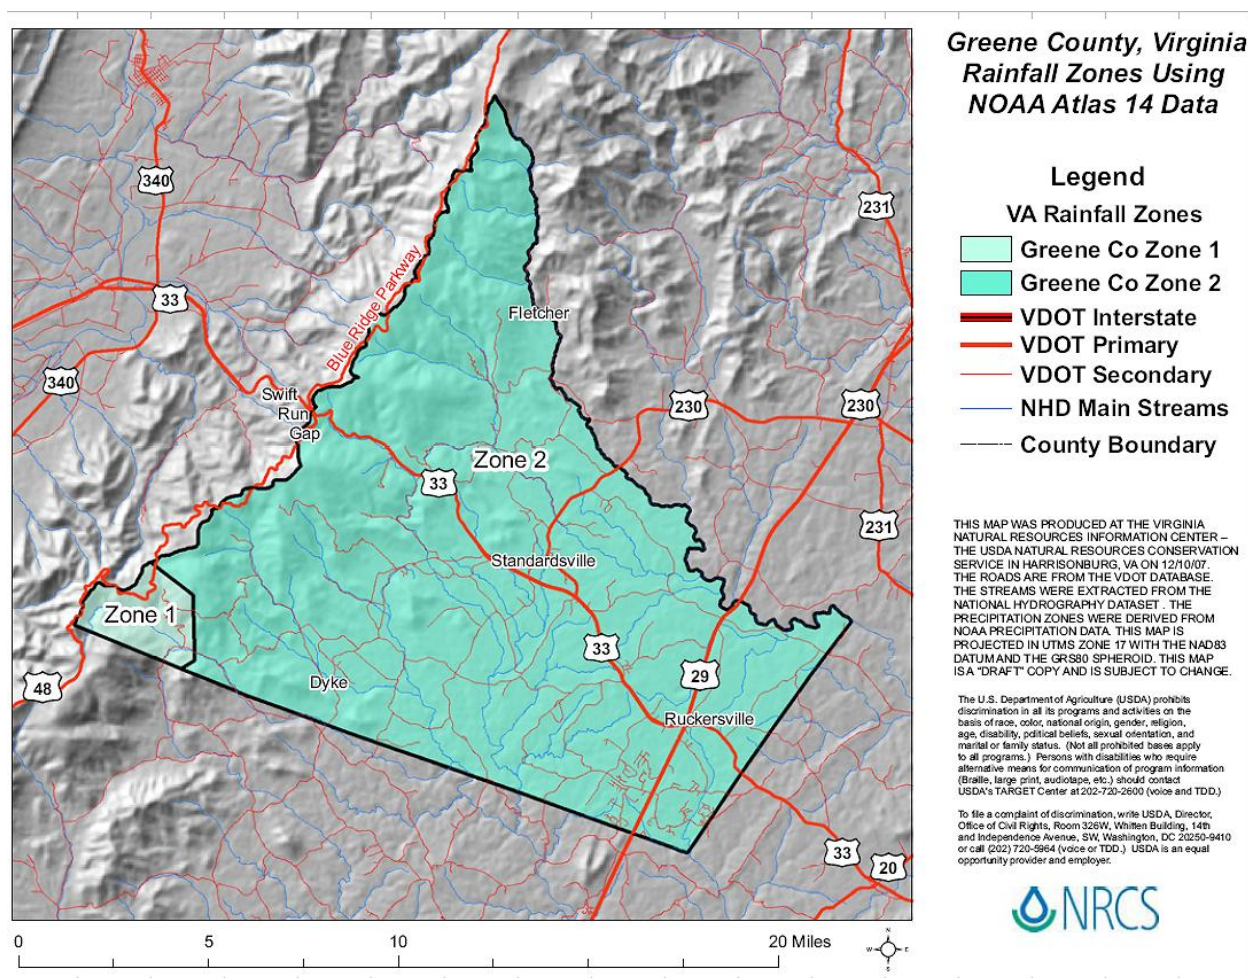 Greene County, Virginia
Rainfall Zones Using
NOAA Atlas 14 Data
Legend
VA Rainfall Zones
Greene Co Zone 1
Greene Co Zone 2
VDOT Interstate
VDOT Primary
VDOT Secondary
NHD Main Streams
County Boundary
THIS MAP WAS PRODUCED AT THE VIRGINIA
NATURAL RESOURCES INFORMATION CENTER –
THE USDA NATURAL RESOURCES CONSERVATION
SERVICE IN HARRISONBURG, VA ON 12/10/07.
THE ROADS ARE FROM THE VDOT DATABASE.
THE STREAMS WERE EXTRACTED FROM THE
NATIONAL HYDROGRAPHY DATASET . THE
PRECIPITATION ZONES WERE DERIVED FROM
NOAA PRECIPITATION DATA. THIS MAP IS
PROJECTED IN UTMS ZONE 17 WITH THE NAD83
DATUM AND THE GRS80 SPHEROID. THIS MAP
IS A "DRAFT" COPY AND IS SUBJECT TO CHANGE.
The U.S. Department of Agriculture (USDA) prohibits
discrimination in all its programs and activities on the
basis of race, color, national origin, gender, religion,
age, disability, political beliefs, sexual orientation, and
marital or family status. (Not all prohibited bases apply
to all programs.) Persons with disabilities who require
alternative means for communication of program information
(Braille, large print, audiotape, etc.) should contact
USDA's TARGET Center at 202-720-2600 (voice and TDD.)
To file a complaint of discrimination, write USDA, Director,
Office of Civil Rights, Room 326W, Whitten Building, 14th
and Independence Avenue, SW, Washington, DC 20250-9410
or call (202) 720-5964 (voice or TDD.) USDA is an equal
opportunity provider and employer.
NRCS
340
231
33
Blue Ridge Parkway
Fletcher
340
Swift
Run
Gap
230
230
Zone 2
33
231
Standardsville
Zone 1
33
29
48
Dyke
Ruckersville
33
20
0
5
10
20 Miles
N
W
E
S